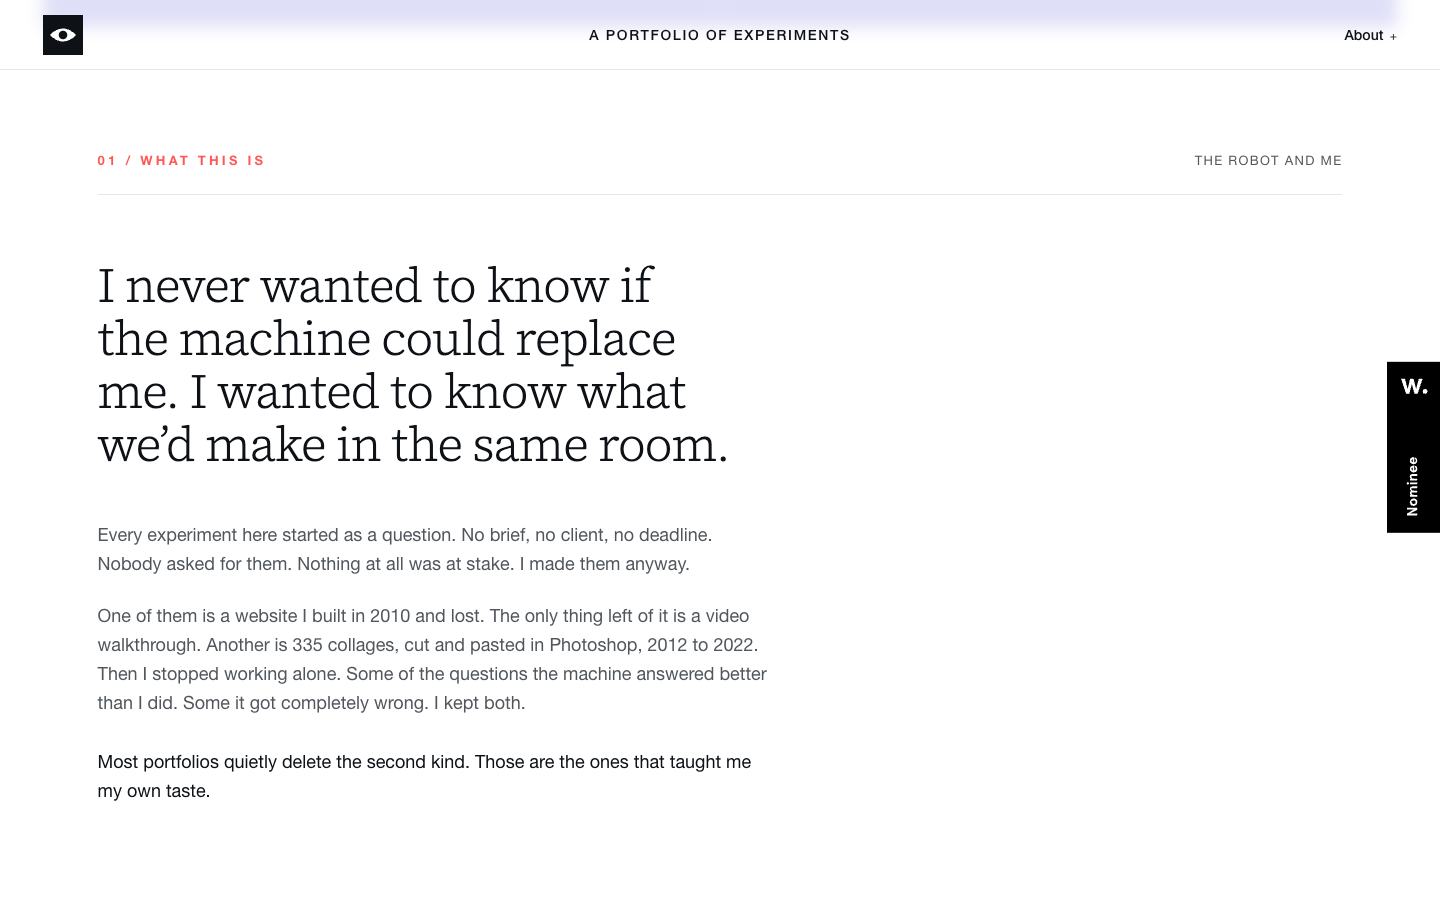 A PORTFOLIO OF EXPERIMENTS
About +
01 / WHAT THIS IS
THE ROBOT AND ME
I never wanted to know if
the machine could replace
me. I wanted to know what
we’d make in the same room.
W.
Nominee
Every experiment here started as a question. No brief, no client, no deadline.
Nobody asked for them. Nothing at all was at stake. I made them anyway.
One of them is a website I built in 2010 and lost. The only thing left of it is a video
walkthrough. Another is 335 collages, cut and pasted in Photoshop, 2012 to 2022.
Then I stopped working alone. Some of the questions the machine answered better
than I did. Some it got completely wrong. I kept both.
Most portfolios quietly delete the second kind. Those are the ones that taught me
my own taste.